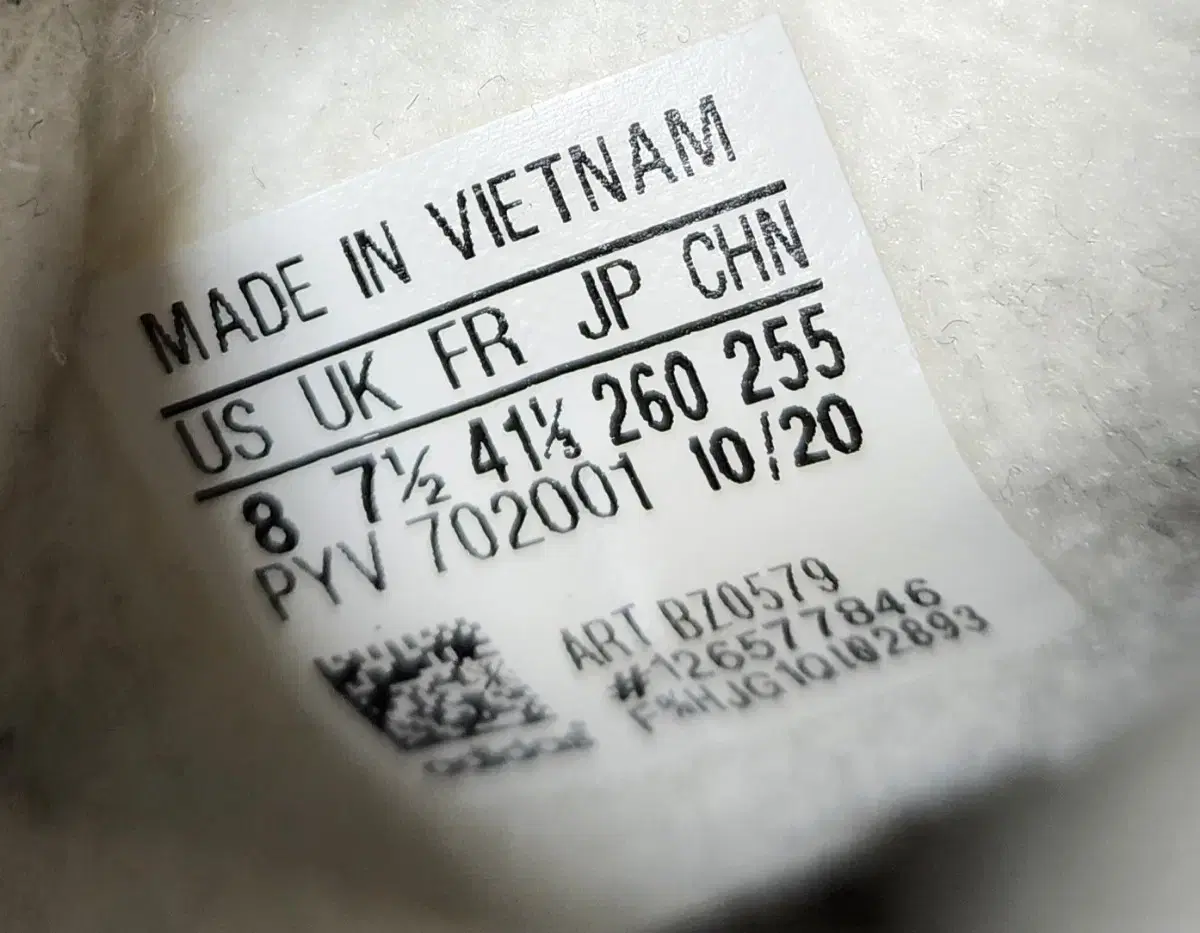 MADE IN VIETNAM
US UK FR JP CHN
8 7½ 41⅓ 260 255
PYV 702001 10/20
ART BZ0579
#126577846
adidas